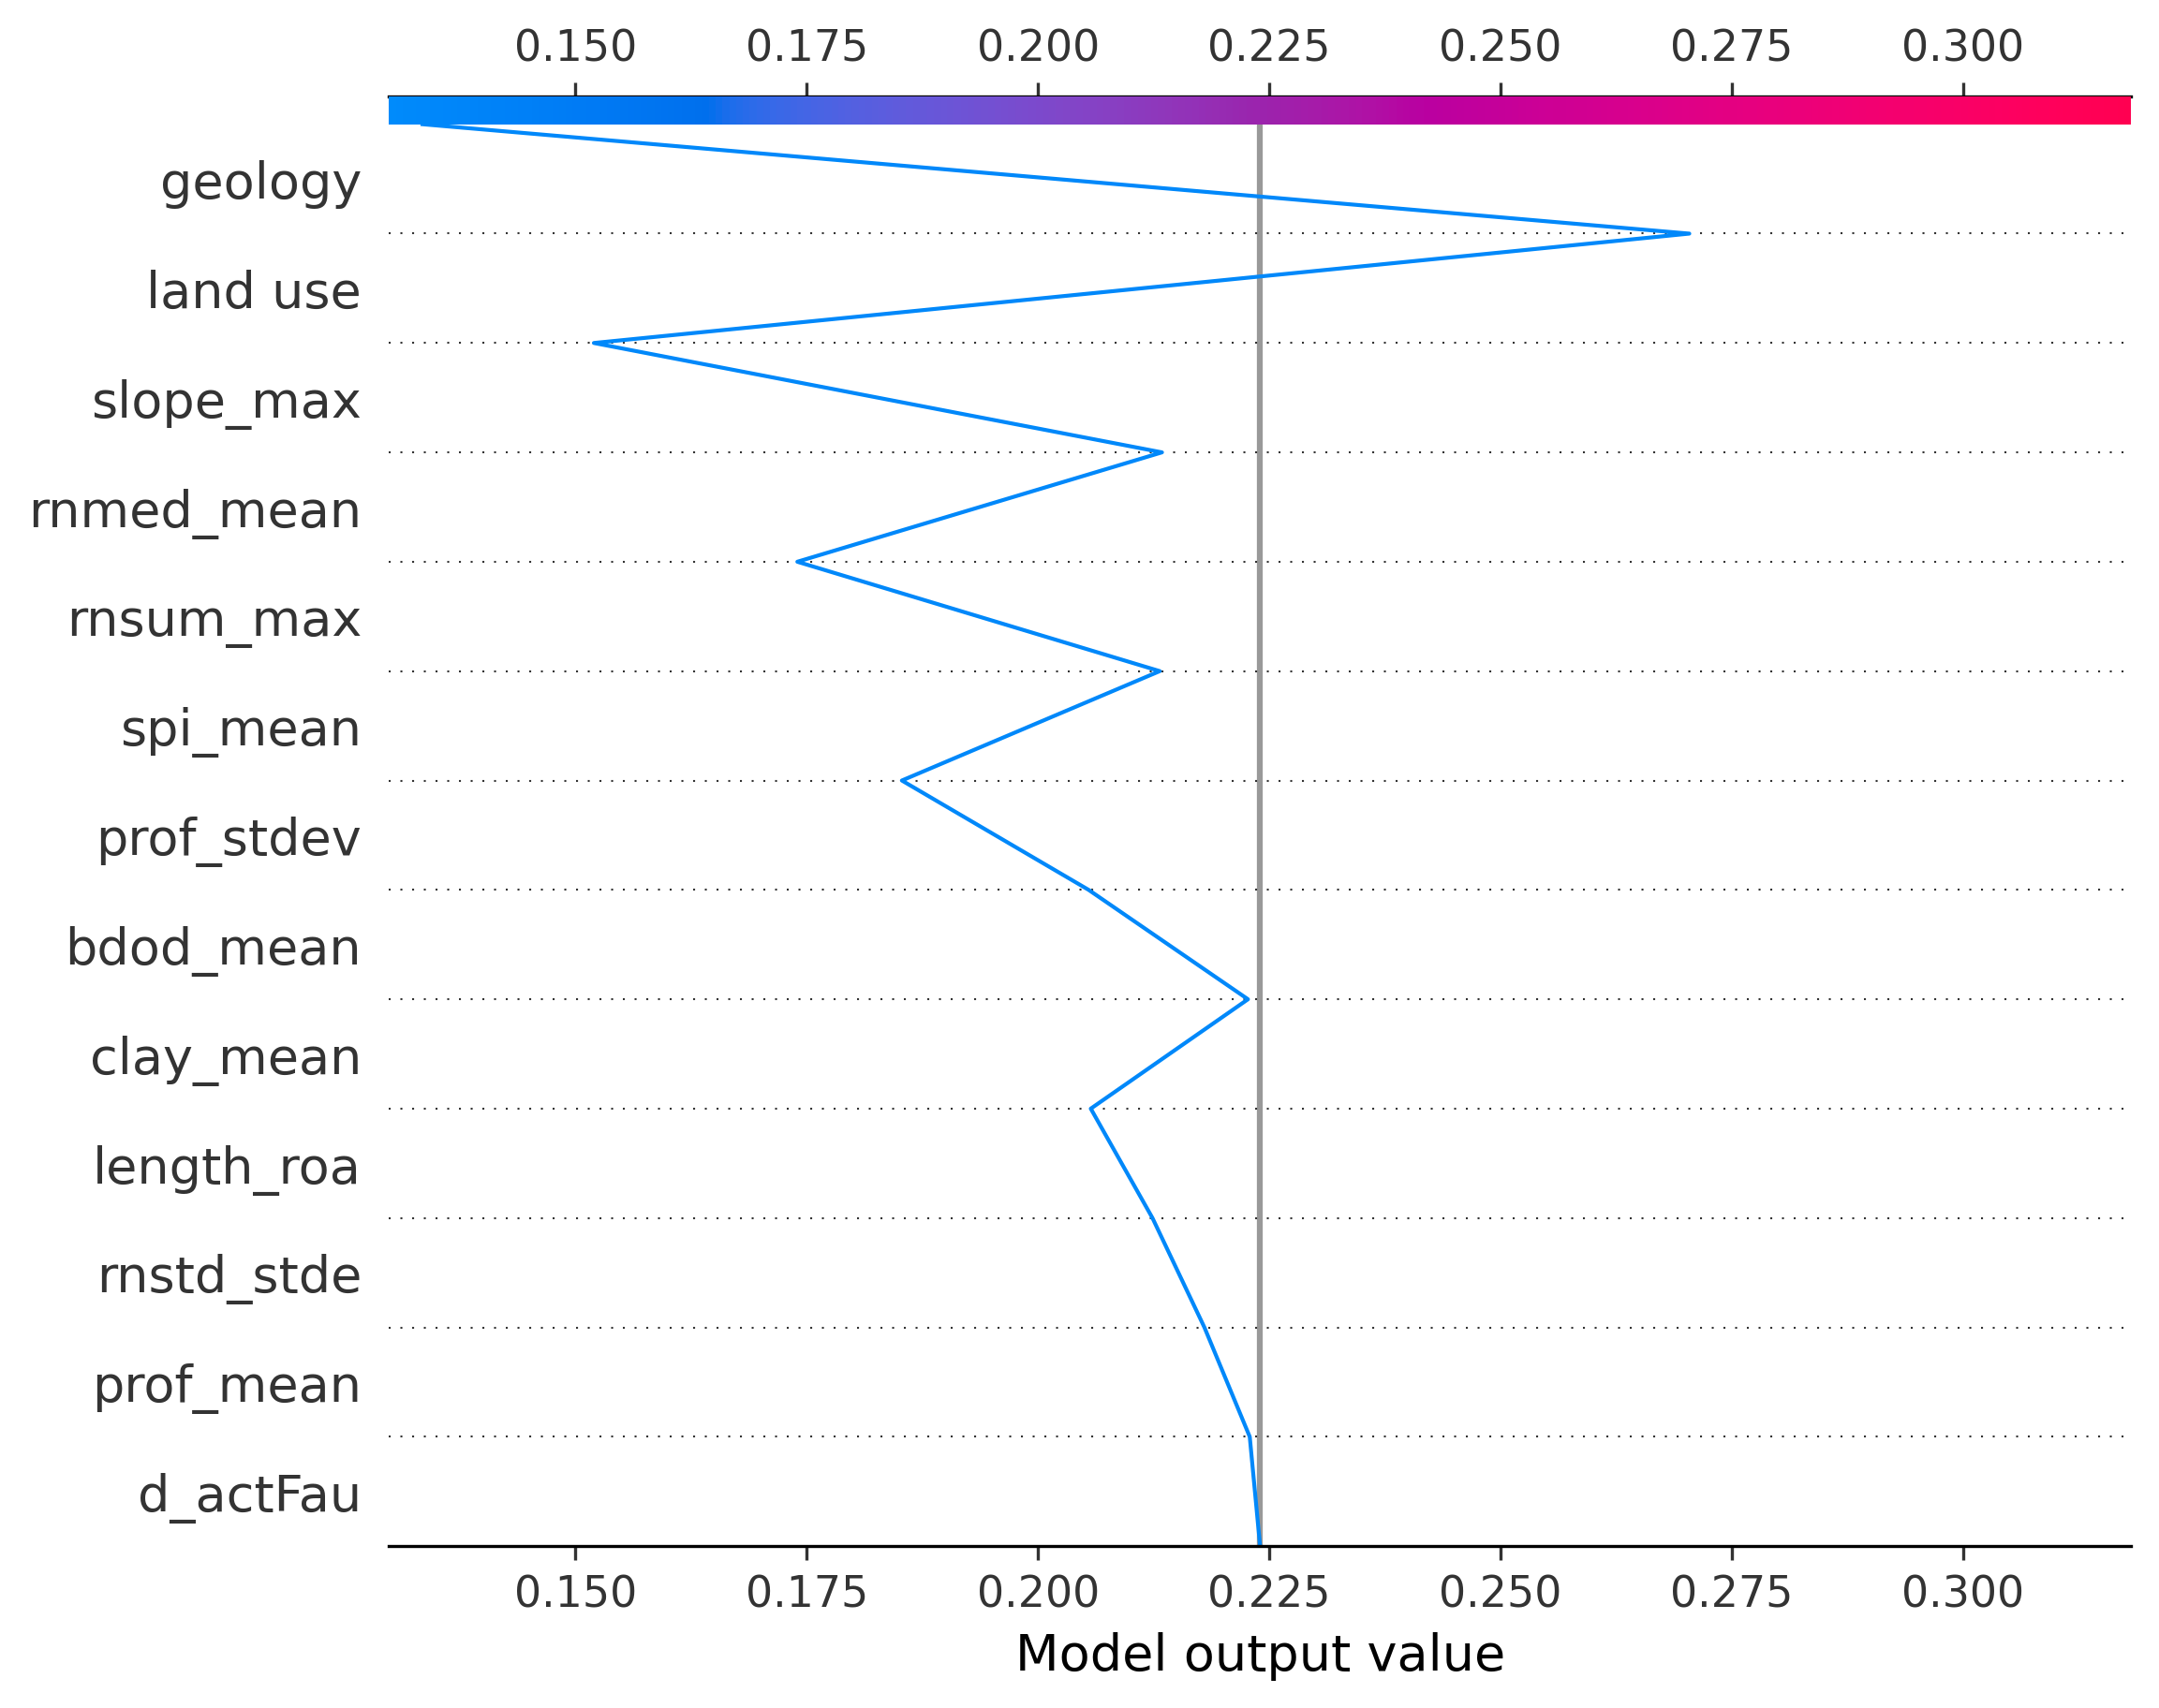 0.150 0.175 0.200 0.225 0.250 0.275 0.300
geology
land use
slope_max
rnmed_mean
rnsum_max
spi_mean
prof_stdev
bdod_mean
clay_mean
length_roa
rnstd_stde
prof_mean
d_actFau
0.150 0.175 0.200 0.225 0.250 0.275 0.300
Model output value